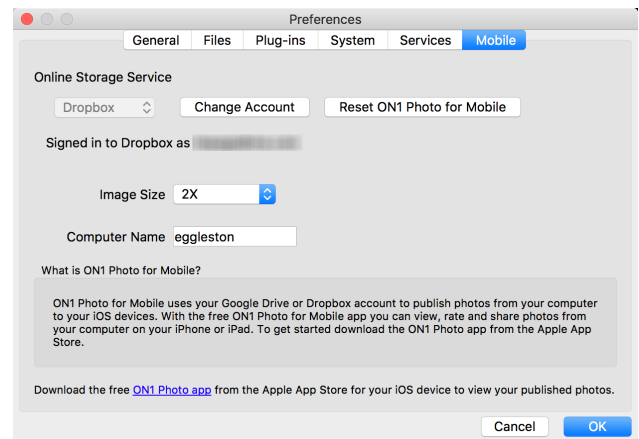 Preferences
General Files Plug-ins System Services Mobile
Online Storage Service
Dropbox Change Account Reset ON1 Photo for Mobile
Signed in to Dropbox as
Image Size 2X
Computer Name eggleston
What is ON1 Photo for Mobile?
ON1 Photo for Mobile uses your Google Drive or Dropbox account to publish photos from your computer
to your iOS devices. With the free ON1 Photo for Mobile app you can view, rate and share photos from
your computer on your iPhone or iPad. To get started download the ON1 Photo app from the Apple App
Store.
Download the free ON1 Photo app from the Apple App Store for your iOS device to view your published photos.
Cancel OK